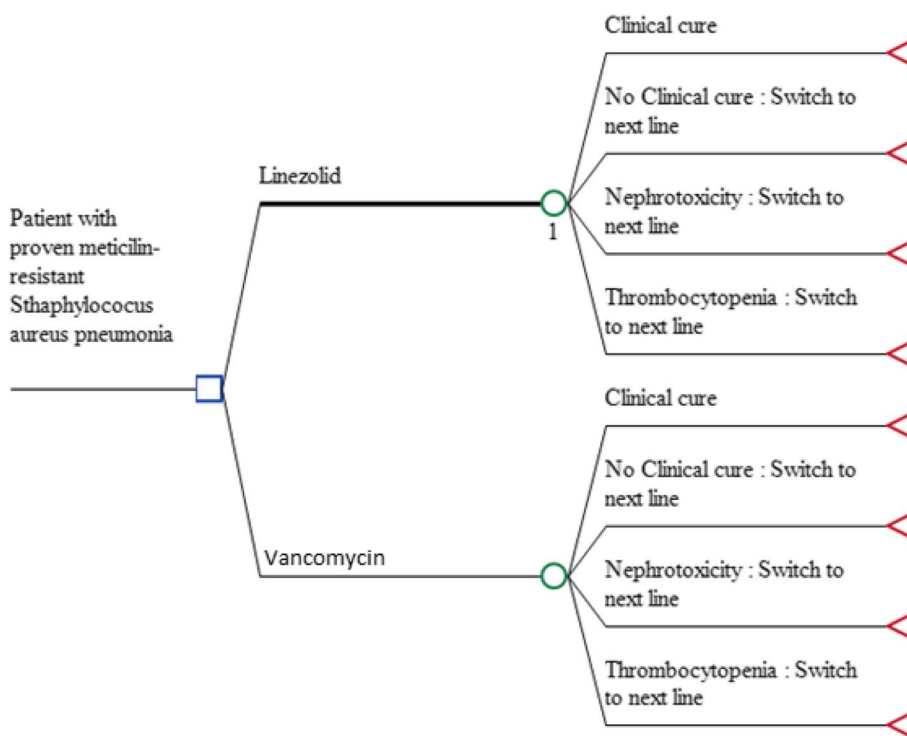 Patient with
proven meticilin-
resistant
Sthaphylococus
aureus pneumonia
Linezolid
1
Clinical cure
No Clinical cure : Switch to
next line
Nephrotoxicity : Switch to
next line
Thrombocytopenia : Switch
to next line
Vancomycin
Clinical cure
No Clinical cure : Switch to
next line
Nephrotoxicity : Switch to
next line
Thrombocytopenia : Switch
to next line